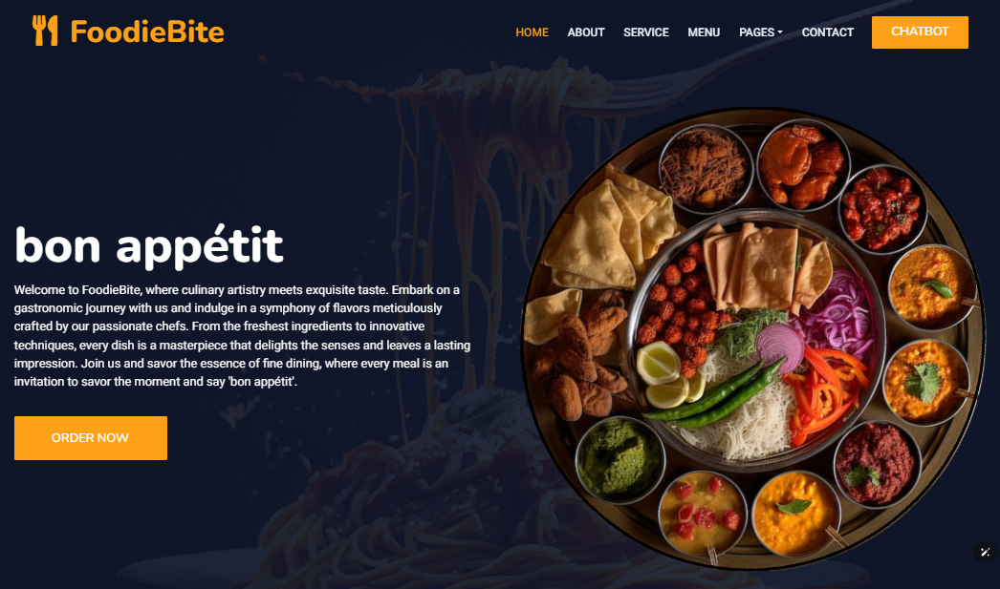 FoodieBite
HOME ABOUT SERVICE MENU PAGES CONTACT CHATBOT
bon appétit
Welcome to FoodieBite, where culinary artistry meets exquisite taste. Embark on a
gastronomic journey with us and indulge in a symphony of flavors meticulously
crafted by our passionate chefs. From the freshest ingredients to innovative
techniques, every dish is a masterpiece that delights the senses and leaves a lasting
impression. Join us and savor the essence of fine dining, where every meal is an
invitation to savor the moment and say 'bon appétit'.
ORDER NOW